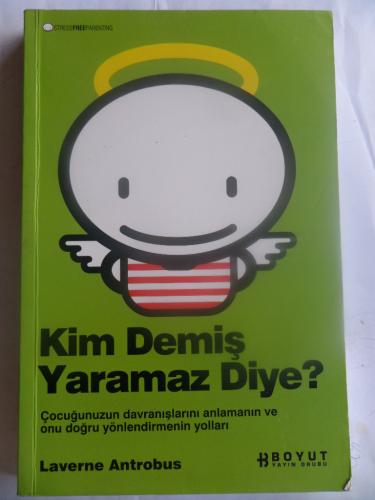 STRESSFREEPARENTING
Kim Demiş
Yaramaz Diye?
Çocuğunuzun davranışlarını anlamanın ve
onu doğru yönlendirmenin yolları
Laverne Antrobus
BOYUT
YAYIN GRUBU